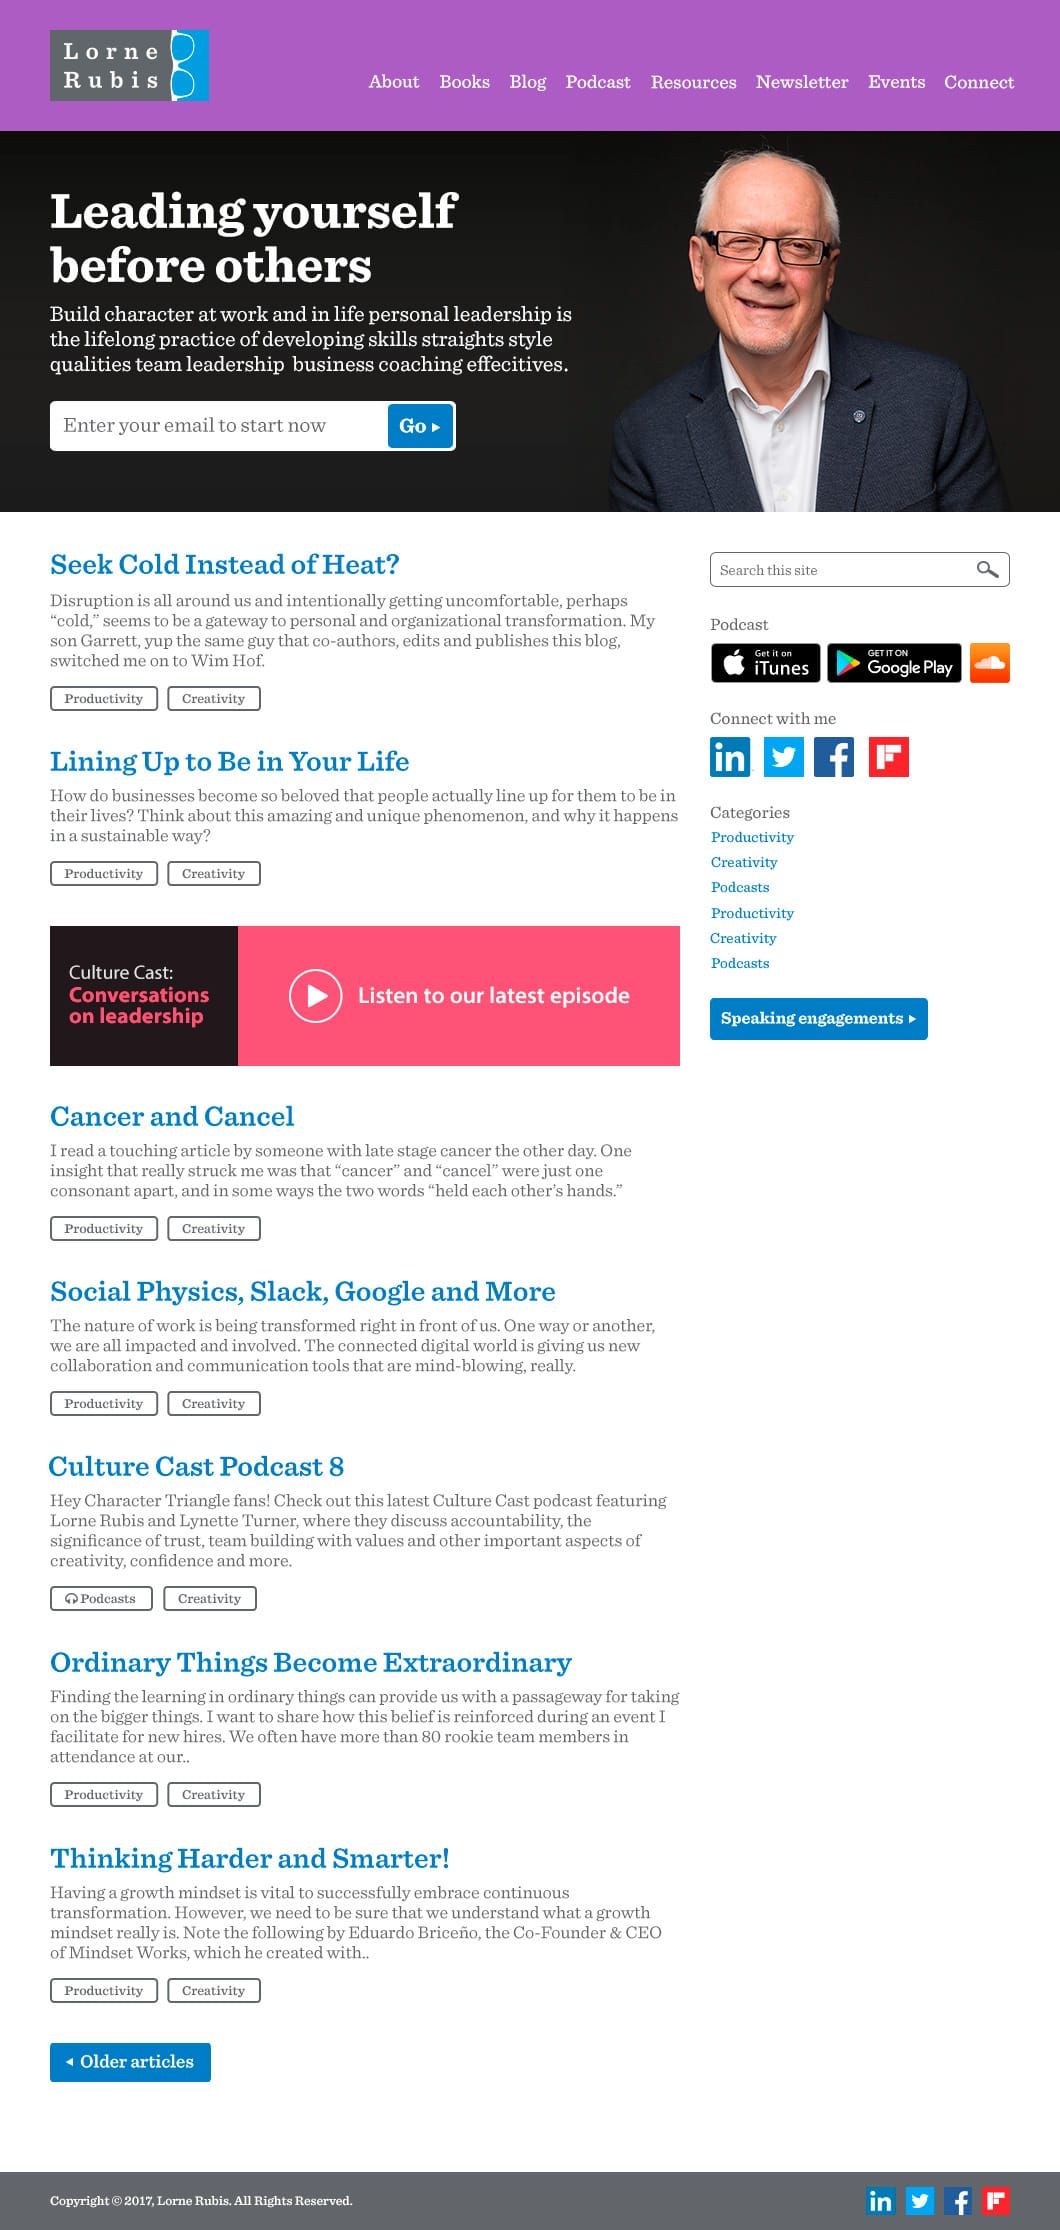 Lorne
Rubis
About Books Blog Podcast Resources Newsletter Events Connect
Leading yourself
before others
Build character at work and in life personal leadership is
the lifelong practice of developing skills straights style
qualities team leadership business coaching effecitives.
Enter your email to start now
Go
Seek Cold Instead of Heat?
Disruption is all around us and intentionally getting uncomfortable, perhaps
“cold,” seems to be a gateway to personal and organizational transformation. My
son Garrett, yup the same guy that co-authors, edits and publishes this blog,
switched me on to Wim Hof.
Productivity Creativity
Lining Up to Be in Your Life
How do businesses become so beloved that people actually line up for them to be in
their lives? Think about this amazing and unique phenomenon, and why it happens
in a sustainable way?
Productivity Creativity
Culture Cast:
Conversations
on leadership
Listen to our latest episode
Cancer and Cancel
I read a touching article by someone with late stage cancer the other day. One
insight that really struck me was that “cancer” and “cancel” were just one
consonant apart, and in some ways the two words “held each other’s hands.”
Productivity Creativity
Social Physics, Slack, Google and More
The nature of work is being transformed right in front of us. One way or another,
we are all impacted and involved. The connected digital world is giving us new
collaboration and communication tools that are mind-blowing, really.
Productivity Creativity
Culture Cast Podcast 8
Hey Character Triangle fans! Check out this latest Culture Cast podcast featuring
Lorne Rubis and Lynette Turner, where they discuss accountability, the
significance of trust, team building with values and other important aspects of
creativity, confidence and more.
Podcasts Creativity
Ordinary Things Become Extraordinary
Finding the learning in ordinary things can provide us with a passageway for taking
on the bigger things. I want to share how this belief is reinforced during an event I
facilitate for new hires. We often have more than 80 rookie team members in
attendance at our..
Productivity Creativity
Thinking Harder and Smarter!
Having a growth mindset is vital to successfully embrace continuous
transformation. However, we need to be sure that we understand what a growth
mindset really is. Note the following by Eduardo Briceño, the Co-Founder & CEO
of Mindset Works, which he created with..
Productivity Creativity
Older articles
Search this site
Podcast
Get it on
iTunes
GET IT ON
Google Play
Connect with me
in f
Categories
Productivity
Creativity
Podcasts
Productivity
Creativity
Podcasts
Speaking engagements
Copyright © 2017, Lorne Rubis. All Rights Reserved.
in f